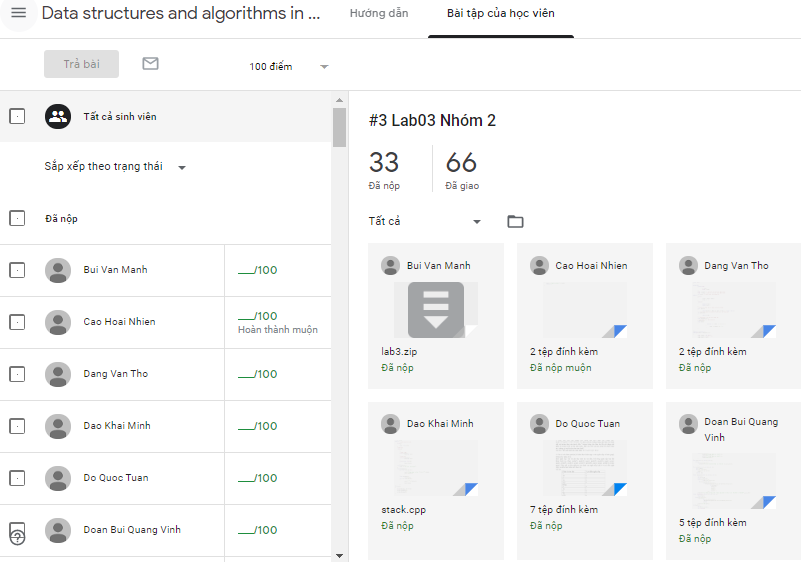 Data structures and algorithms in ...
Hướng dẫn
Bài tập của học viên
Trả bài
100 điểm
Tất cả sinh viên
Sắp xếp theo trạng thái
Đã nộp
Bui Van Manh
___/100
Cao Hoai Nhien
___/100
Hoàn thành muộn
Dang Van Tho
___/100
Dao Khai Minh
___/100
Do Quoc Tuan
___/100
Doan Bui Quang Vinh
___/100
#3 Lab03 Nhóm 2
33
Đã nộp
66
Đã giao
Tất cả
Bui Van Manh
lab3.zip
Đã nộp
Cao Hoai Nhien
2 tệp đính kèm
Đã nộp muộn
Dang Van Tho
2 tệp đính kèm
Đã nộp
Dao Khai Minh
stack.cpp
Đã nộp
Do Quoc Tuan
7 tệp đính kèm
Đã nộp
Doan Bui Quang
Vinh
5 tệp đính kèm
Đã nộp